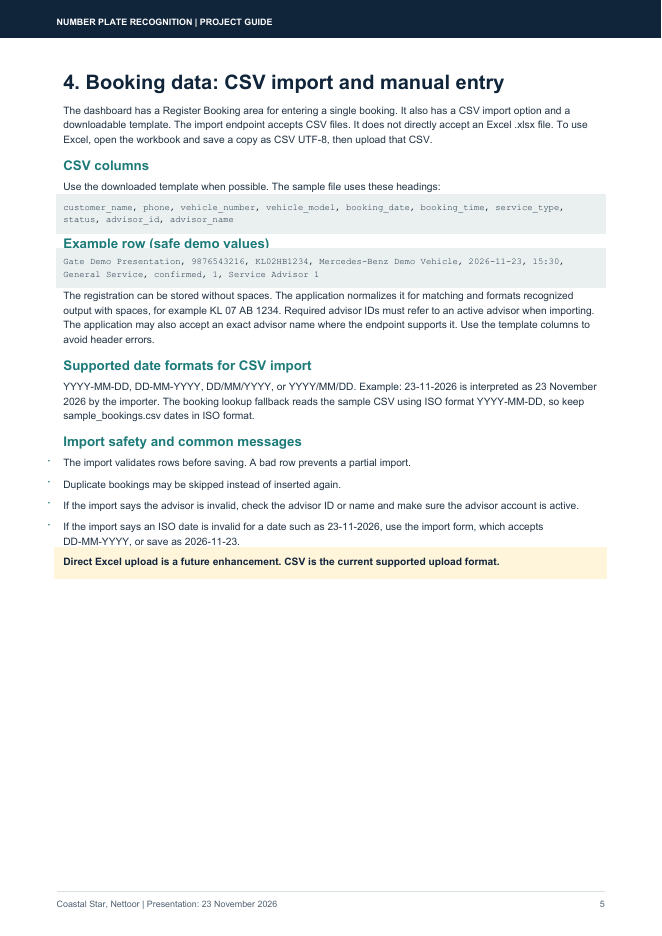 NUMBER PLATE RECOGNITION | PROJECT GUIDE
4. Booking data: CSV import and manual entry
The dashboard has a Register Booking area for entering a single booking. It also has a CSV import option and a
downloadable template. The import endpoint accepts CSV files. It does not directly accept an Excel .xlsx file. To use
Excel, open the workbook and save a copy as CSV UTF-8, then upload that CSV.
CSV columns
Use the downloaded template when possible. The sample file uses these headings:
customer_name, phone, vehicle_number, vehicle_model, booking_date, booking_time, service_type,
status, advisor_id, advisor_name
Example row (safe demo values)
Gate Demo Presentation, 9876543216, KL02HB1234, Mercedes-Benz Demo Vehicle, 2026-11-23, 15:30,
General Service, confirmed, 1, Service Advisor 1
The registration can be stored without spaces. The application normalizes it for matching and formats recognized
output with spaces, for example KL 07 AB 1234. Required advisor IDs must refer to an active advisor when importing.
The application may also accept an exact advisor name where the endpoint supports it. Use the template columns to
avoid header errors.
Supported date formats for CSV import
YYYY-MM-DD, DD-MM-YYYY, DD/MM/YYYY, or YYYY/MM/DD. Example: 23-11-2026 is interpreted as 23 November
2026 by the importer. The booking lookup fallback reads the sample CSV using ISO format YYYY-MM-DD, so keep
sample_bookings.csv dates in ISO format.
Import safety and common messages
The import validates rows before saving. A bad row prevents a partial import.
Duplicate bookings may be skipped instead of inserted again.
If the import says the advisor is invalid, check the advisor ID or name and make sure the advisor account is active.
If the import says an ISO date is invalid for a date such as 23-11-2026, use the import form, which accepts
DD-MM-YYYY, or save as 2026-11-23.
Direct Excel upload is a future enhancement. CSV is the current supported upload format.
Coastal Star, Nettoor | Presentation: 23 November 2026
5